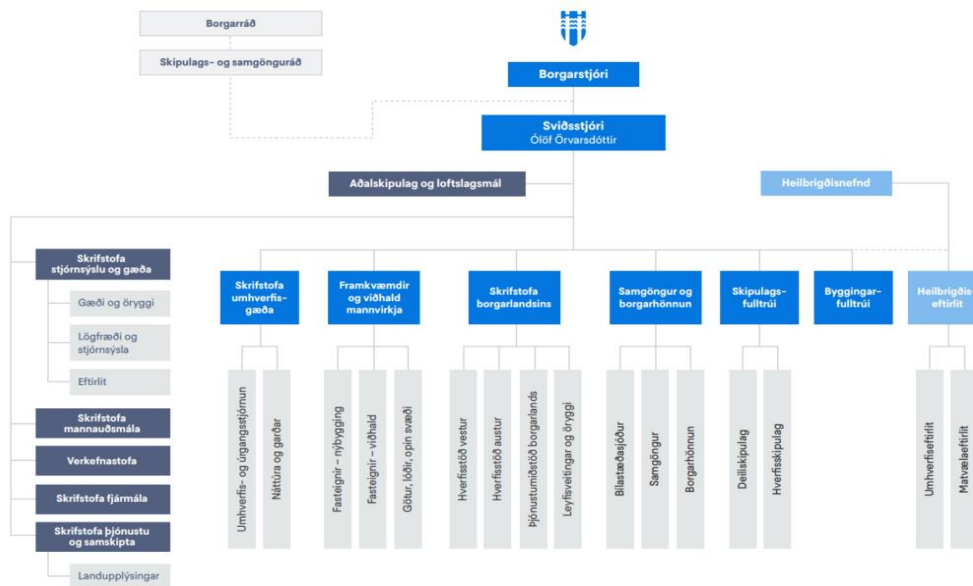 Borgarráð
Skipulags- og samgönguráð
Borgarstjóri
Sviðsstjóri
Ólöf Örvarsdóttir
Aðalskipulag og loftslagsmál
Heilbrigðisnefnd
Skrifstofa
stjórnsýslu og gæða
Gæði og öryggi
Lögfræði og
stjórnsýsla
Eftirlit
Skrifstofa
mannauðsmála
Verkefnastofa
Skrifstofa fjármála
Skrifstofa þjónustu
og samskipta
Landupplýsingar
Skrifstofa
umhverfis-
gæða
Umhverfis- og úrgangsstjórnun
Náttúra og garðar
Framkvæmdir
og viðhald
mannvirkja
Fasteignir – nýbygging
Fasteignir – viðhald
Götur, lóðir, opin svæði
Skrifstofa
borgarlandsins
Hverfisstöð vestur
Hverfisstöð austur
Þjónustumiðstöð borgarlands
Leyfisveitingar og öryggi
Samgöngur og
borgarhönnun
Bílastæðasjóður
Samgöngur
Borgarhönnun
Skipulags-
fulltrúi
Deiliskipulag
Hverfisskipulag
Byggingar-
fulltrúi
Heilbrigðis-
eftirlit
Umhverfiseftirlit
Matvælaeftirlit